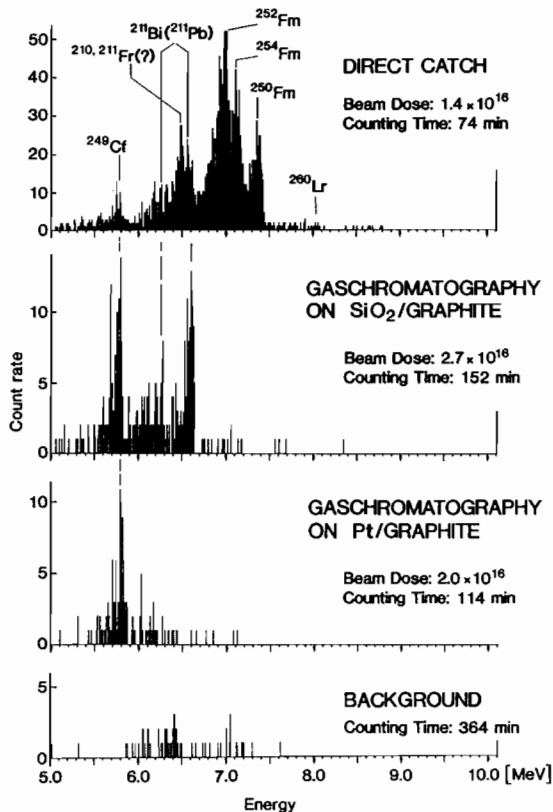 ²⁵²Fm
²¹¹Bi(²¹¹Pb)
²¹⁰, ²¹¹Fr(?)
²⁵⁴Fm
²⁵⁰Fm
²⁴⁹Cf
²⁶⁰Lr
50
40
30
20
10
0
DIRECT CATCH
Beam Dose: 1.4 x 10¹⁶
Counting Time: 74 min
10
5
0
GASCHROMATOGRAPHY
ON SiO₂/GRAPHITE
Beam Dose: 2.7 x 10¹⁶
Counting Time: 152 min
Count rate
10
5
0
GASCHROMATOGRAPHY
ON Pt/GRAPHITE
Beam Dose: 2.0 x 10¹⁶
Counting Time: 114 min
5
0
BACKGROUND
Counting Time: 364 min
5.0 6.0 7.0 8.0 9.0 10.0 [MeV]
Energy